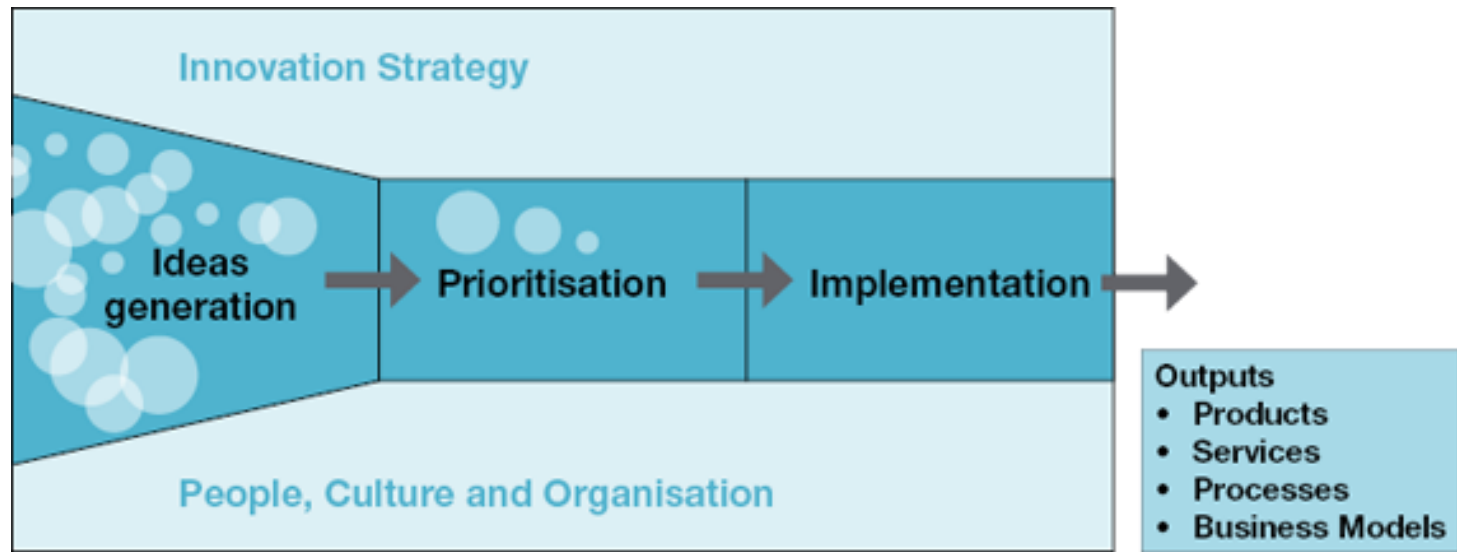 Innovation Strategy
Ideas
generation
Prioritisation
Implementation
People, Culture and Organisation
Outputs
• Products
• Services
• Processes
• Business Models